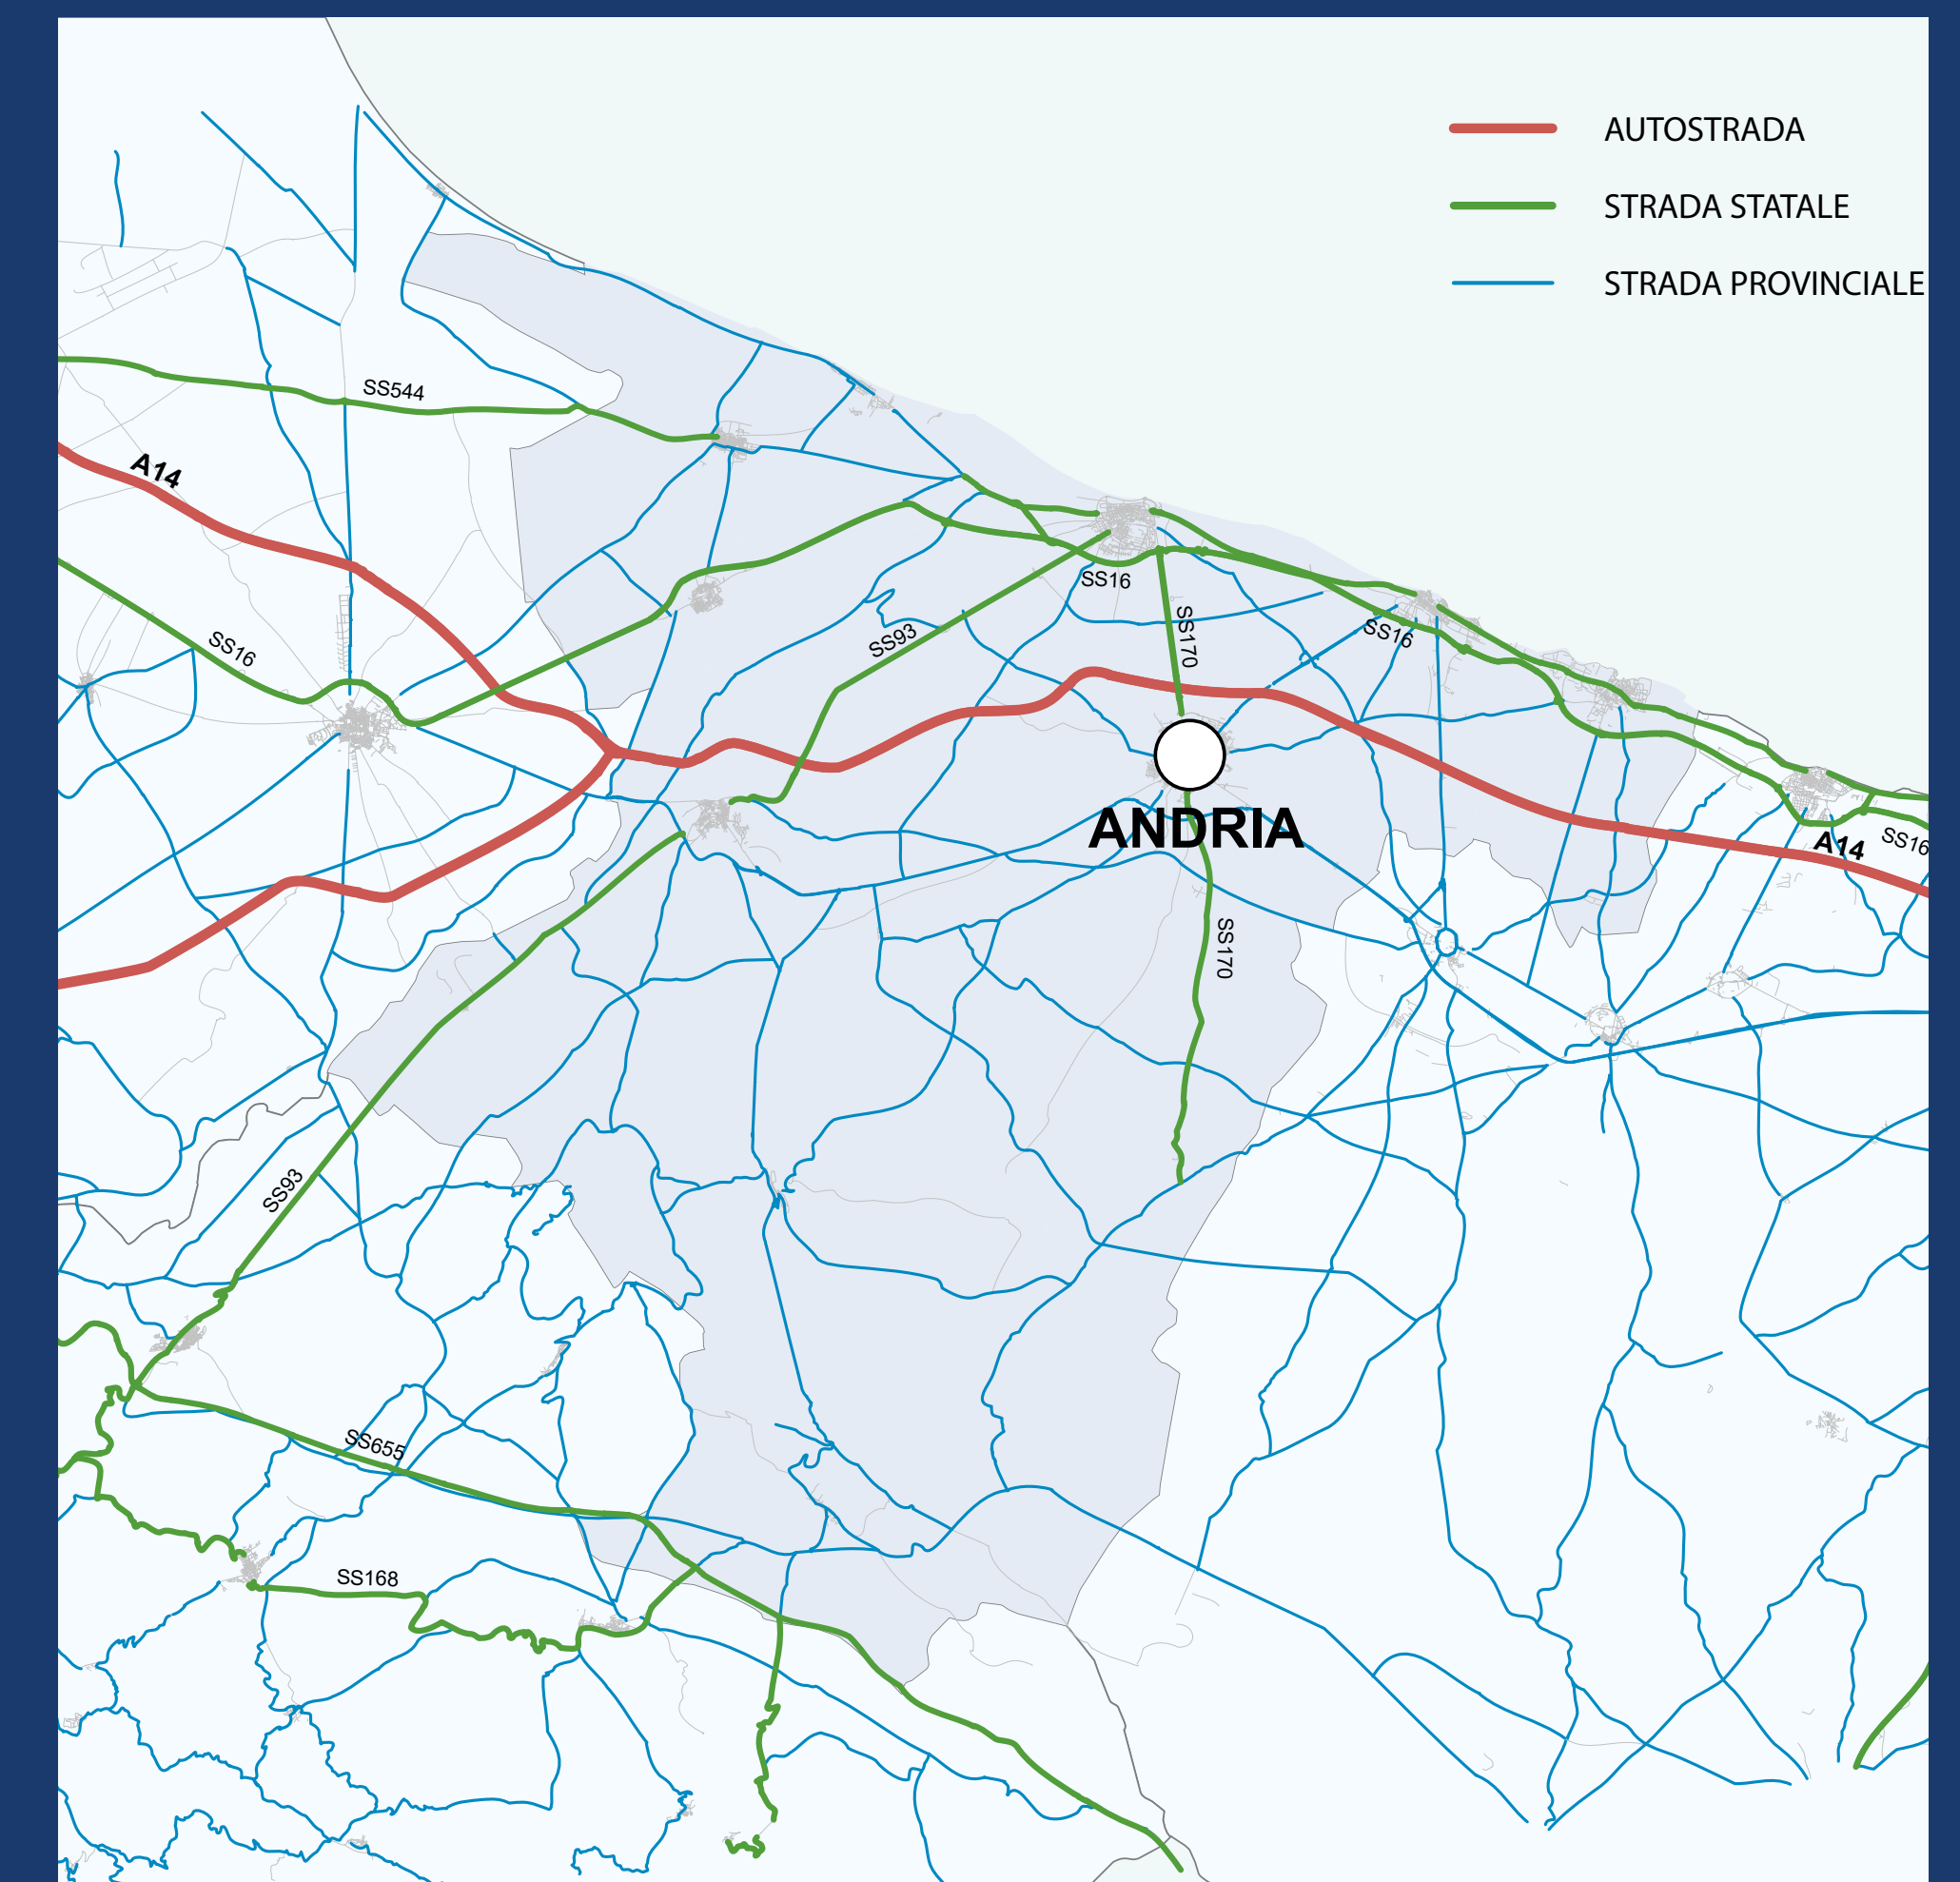 AUTOSTRADA
STRADA STATALE
STRADA PROVINCIALE
SS544
A14
SS16
SS16
SS93
SS170
SS16
ANDRIA
A14
SS16
SS170
SS93
SS655
SS168